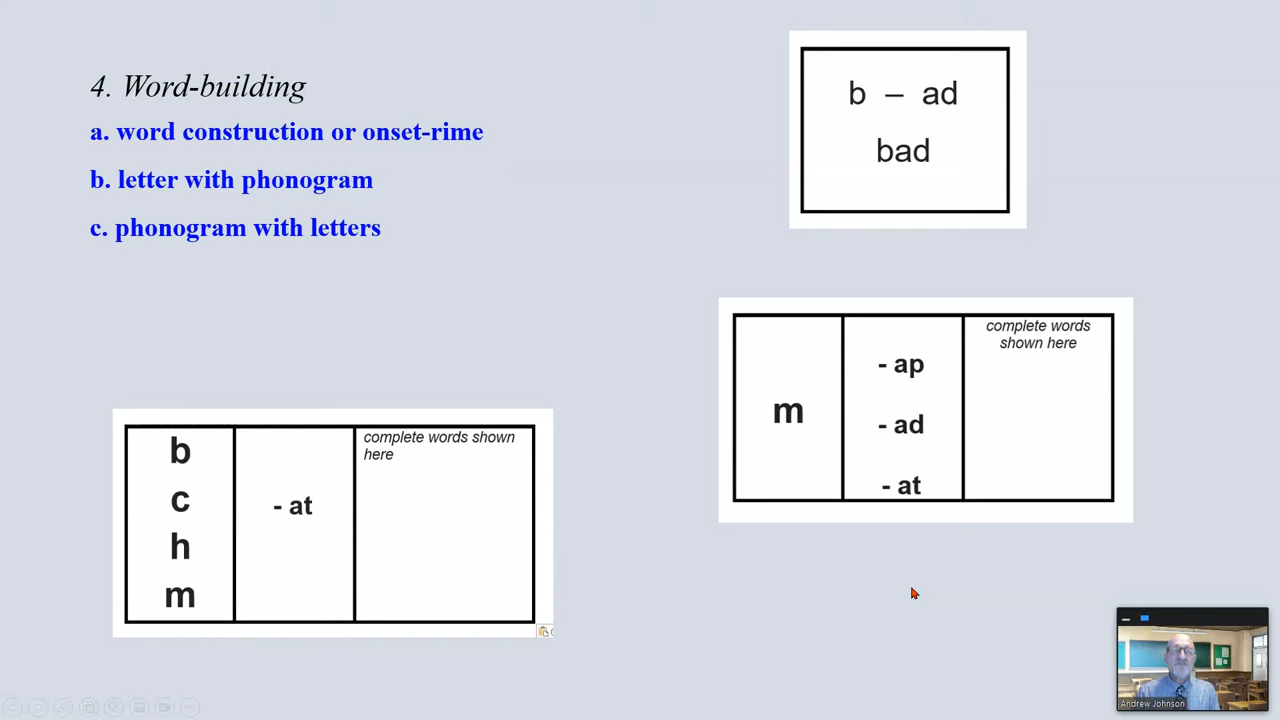 4. Word-building
a. word construction or onset-rime
b. letter with phonogram
c. phonogram with letters
b – ad
bad
m
- ap
- ad
- at
complete words
shown here
b
c
h
m
- at
complete words shown
here
Andrew Johnson